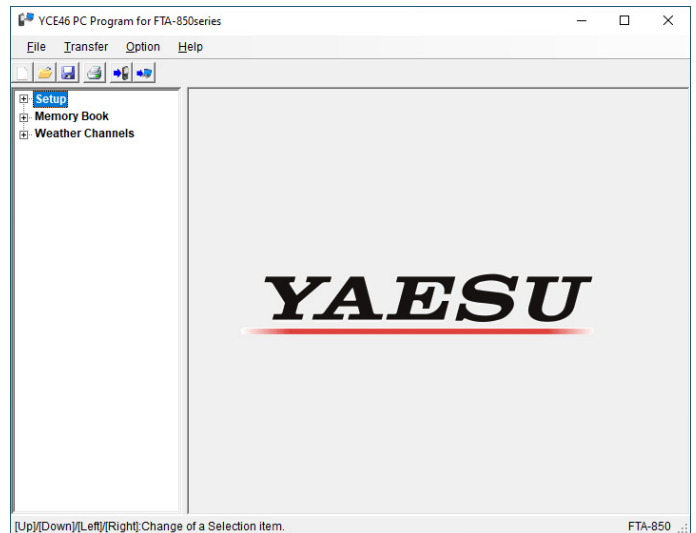 YCE46 PC Program for FTA-850series
File Transfer Option Help
Setup
Memory Book
Weather Channels
YAESU
[Up]/[Down]/[Left]/[Right]:Change of a Selection item. FTA-850